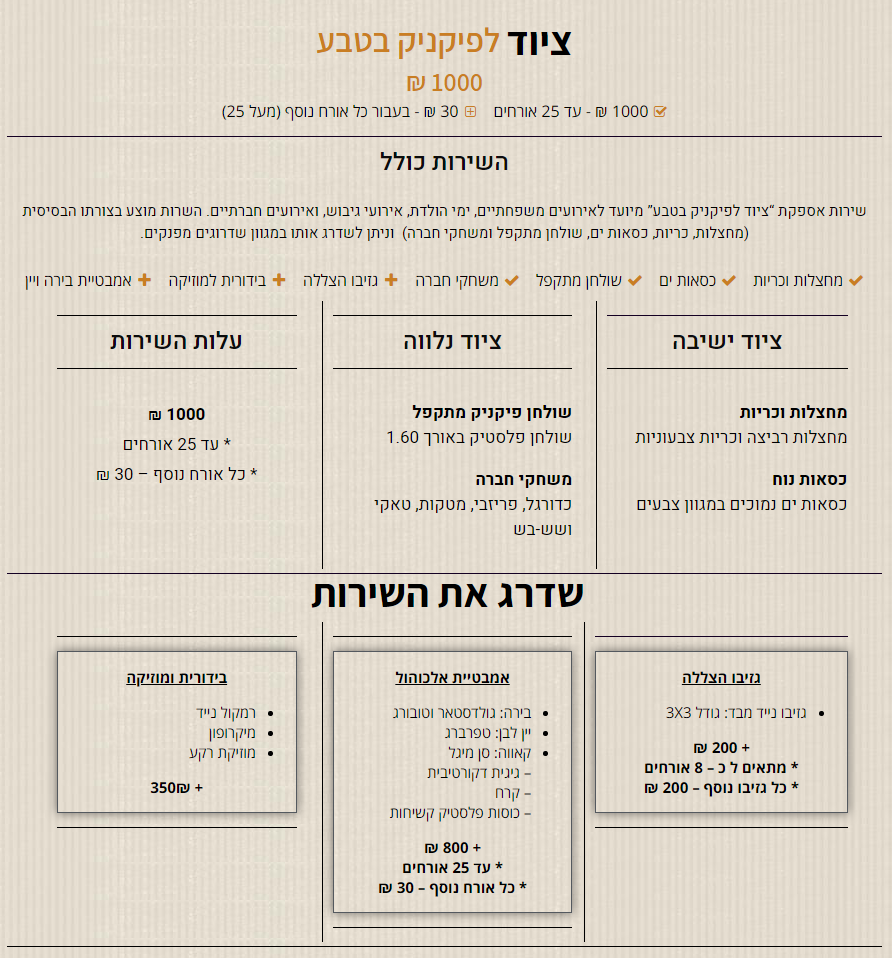 ציוד לפיקניק בטבע
1000 ₪
1000 ₪ - עד 25 אורחים 30 ₪ - בעבור כל אורח נוסף (מעל 25)
השירות כולל
שירות אספקת "ציוד לפיקניק בטבע" מיועד לאירועים משפחתיים, ימי הולדת, אירועי גיבוש, ואירועים חברתיים. השרות מוצע בצורתו הבסיסית
(מחצלות, כריות, כסאות ים, שולחן מתקפל ומשחקי חברה) וניתן לשדרג אותו במגוון שדרוגים מפנקים.
מחצלות וכריות כסאות ים שולחן מתקפל משחקי חברה גזיבו הצללה בידורית למוזיקה אמבטיית בירה ויין
ציוד ישיבה
מחצלות וכריות
מחצלות רביצה וכריות צבעוניות
כסאות נוח
כסאות ים נמוכים במגוון צבעים
ציוד נלווה
שולחן פיקניק מתקפל
שולחן פלסטיק באורך 1.60
משחקי חברה
כדורגל, פריזבי, מטקות, טאקי
ושש-בש
עלות השירות
1000 ₪
* עד 25 אורחים
* כל אורח נוסף – 30 ₪
שדרג את השירות
גזיבו הצללה
• גזיבו נייד מבד: גודל 3X3
+ 200 ₪
* מתאים ל כ – 8 אורחים
* כל גזיבו נוסף – 200 ₪
אמבטיית אלכוהול
• בירה: גולדסטאר וטובורג
• יין לבן: טפרברג
• קאווה: סן מיגל
– גיגית דקורטיבית
– קרח
– כוסות פלסטיק קשיחות
+ 800 ₪
* עד 25 אורחים
* כל אורח נוסף – 30 ₪
בידורית ומוזיקה
• רמקול נייד
• מיקרופון
• מוזיקת רקע
+ 350₪